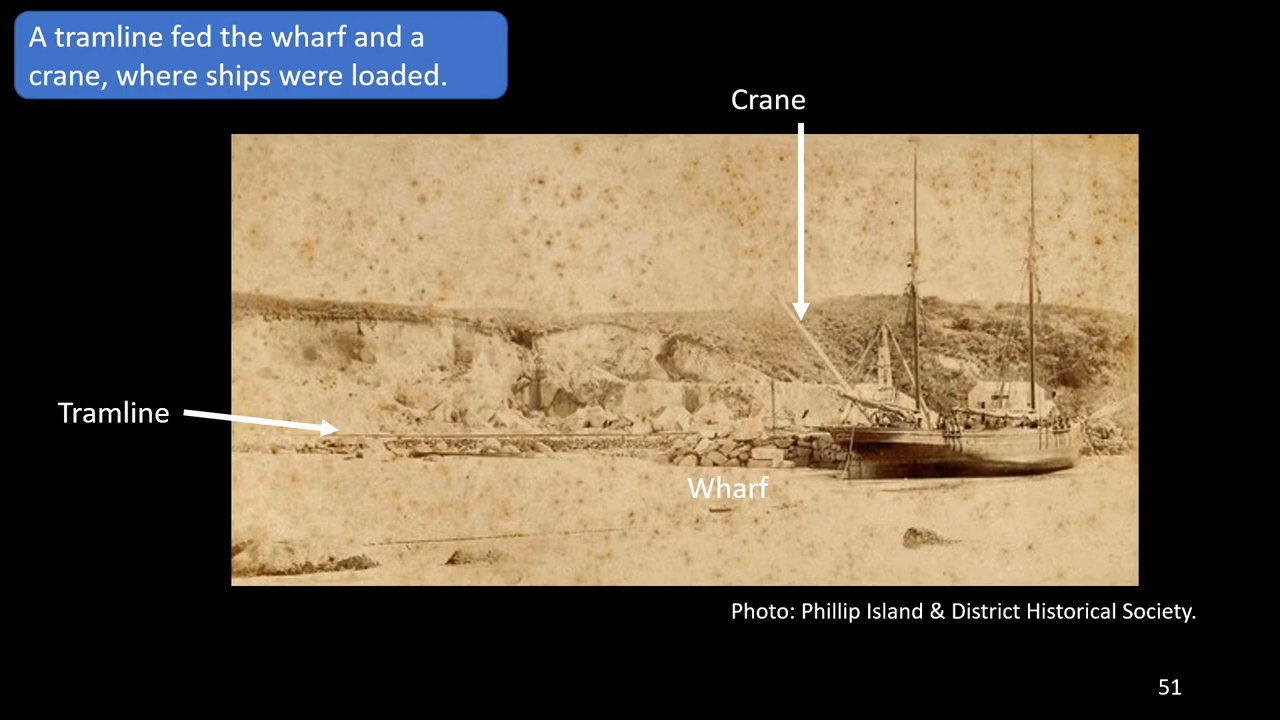 A tramline fed the wharf and a
crane, where ships were loaded.
Crane
Tramline
Wharf
Photo: Phillip Island & District Historical Society.
51